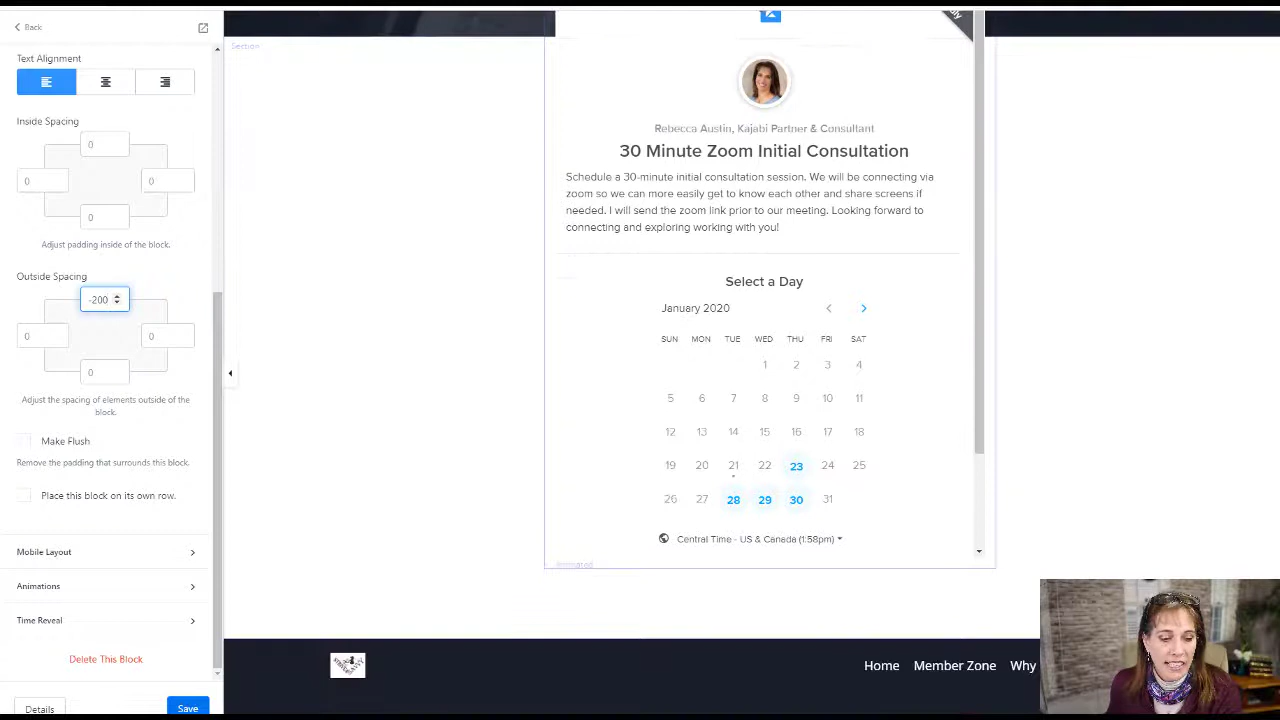 Back
Text Alignment
Inside Spacing
0
0
0
0
Adjust padding inside of the block.
Outside Spacing
-200
0
0
0
Adjust the spacing of elements outside of the
block.
Make Flush
Remove the padding that surrounds this block.
Place this block on its own row.
Mobile Layout
Animations
Time Reveal
Delete This Block
Details
Save
Section
Rebecca Austin, Kajabi Partner & Consultant
30 Minute Zoom Initial Consultation
Schedule a 30-minute initial consultation session. We will be connecting via
zoom so we can more easily get to know each other and share screens if
needed. I will send the zoom link prior to our meeting. Looking forward to
connecting and exploring working with you!
Select a Day
January 2020
SUN MON TUE WED THU FRI SAT
1 2 3 4
5 6 7 8 9 10 11
12 13 14 15 16 17 18
19 20 21 22 23 24 25
26 27 28 29 30 31
Central Time - US & Canada (1:58pm)
Home Member Zone Why